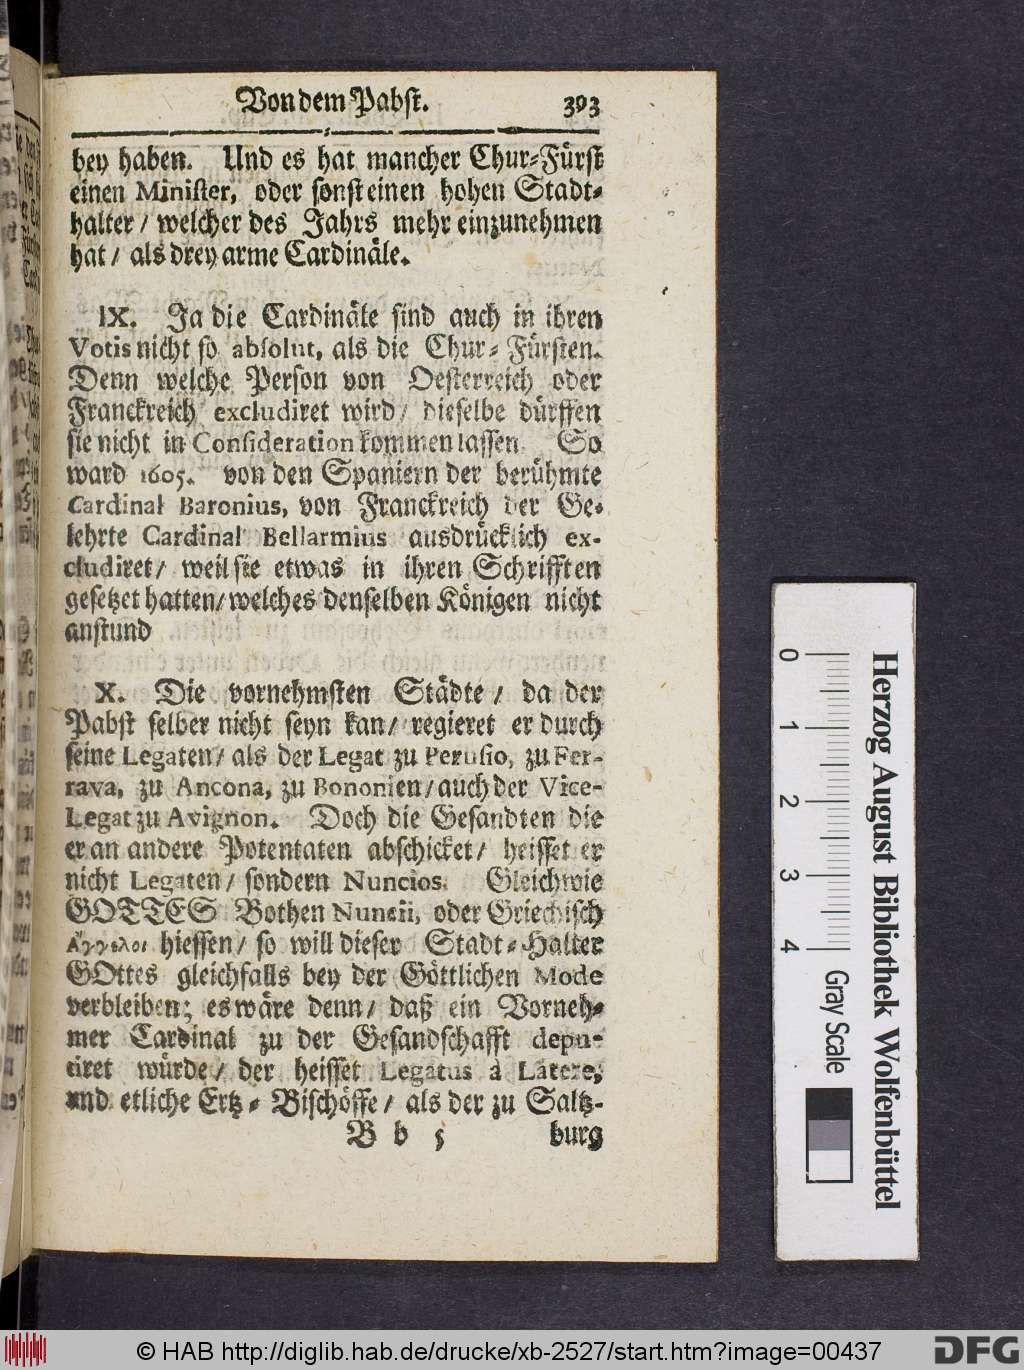 Von dem Pabst. 393
bey haben. Und es hat mancher Chur-Fürst
einen Minister, oder sonst einen hohen Stadt-
halter / welcher des Jahrs mehr einzunehmen
hat / als drey arme Cardinäle.
IX. Ja die Cardinäle sind auch in ihren
Votis nicht so absolut, als die Chur-Fürsten.
Denn welche Person von Oesterreich oder
Franckreich excludiret wird / dieselbe dürffen
sie nicht in Consideration kommen lassen. So
ward 1605. von den Spaniern der berühmte
Cardinal Baronius, von Franckreich der Ge-
lehrte Cardinal Bellarmius ausdrücklich ex-
cludiret / weil sie etwas in ihren Schrifften
gesetzet hatten / welches denselben Königen nicht
anstund
X. Die vornehmsten Städte / da der
Pabst selber nicht seyn kan / regieret er durch
seine Legaten / als der Legat zu Perusio, zu Fer-
rava, zu Ancona, zu Bononien / auch der Vice-
Legat zu Avignon. Doch die Gesandten die
er an andere Potentaten abschicket / heisset er
nicht Legaten / sondern Nuncios. Gleichwie
GOTTES Bothen Nuncii, oder Griechisch
Ἄγγελοι hiessen / so will dieser Stadt-Halter
GOttes gleichfalls bey der Göttlichen Mode
verbleiben; es wäre denn / daß ein Vorneh-
mer Cardinal zu der Gesandschafft depu-
tiret würde / der heisset Legatus à Latere,
und etliche Ertz-Bischöffe / als der zu Saltz-
B b 5 burg
0 1 2 3 4 Gray Scale
Herzog August Bibliothek Wolfenbüttel
© HAB http://diglib.hab.de/drucke/xb-2527/start.htm?image=00437
DFG